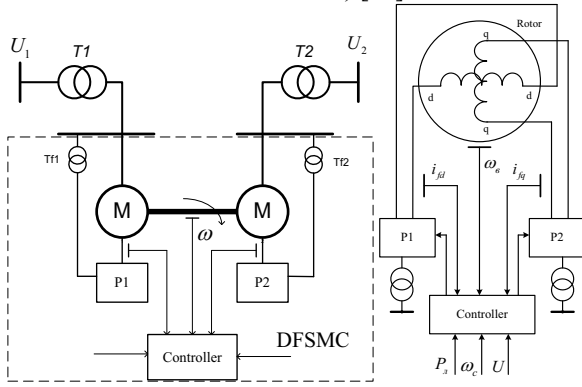 U₁
T1
T2
U₂
Tf1
Tf2
M
M
ω
P1
P2
DFSMC
Controller
Rotor
q
d
d
q
i_fd
ω_в
i_fq
P1
P2
Controller
P_л
ω_c
U